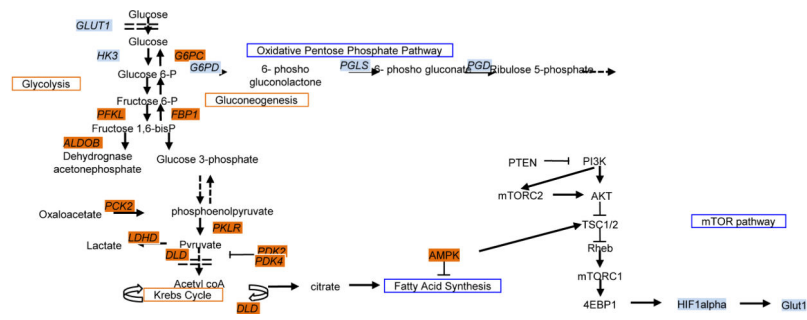 Glucose
GLUT1
Glucose
HK3
G6PC
Oxidative Pentose Phosphate Pathway
G6PD
PGLS
PGD
Glucose 6-P
6- phosho
gluconolactone
6- phosho gluconate
Ribulose 5-phosphate
Glycolysis
Fructose 6-P
Gluconeogenesis
PFKL
FBP1
Fructose 1,6-bisP
ALDOB
Dehydrognase
acetonephosphate
Glucose 3-phosphate
PTEN
PI3K
mTORC2
AKT
PCK2
Oxaloacetate
phosphoenolpyruvate
TSC1/2
mTOR pathway
PKLR
LDHD
Lactate
Pyruvate
DLD
PDK2
PDK4
AMPK
Rheb
mTORC1
Acetyl coA
Krebs Cycle
citrate
Fatty Acid Synthesis
DLD
4EBP1
HIF1alpha
Glut1